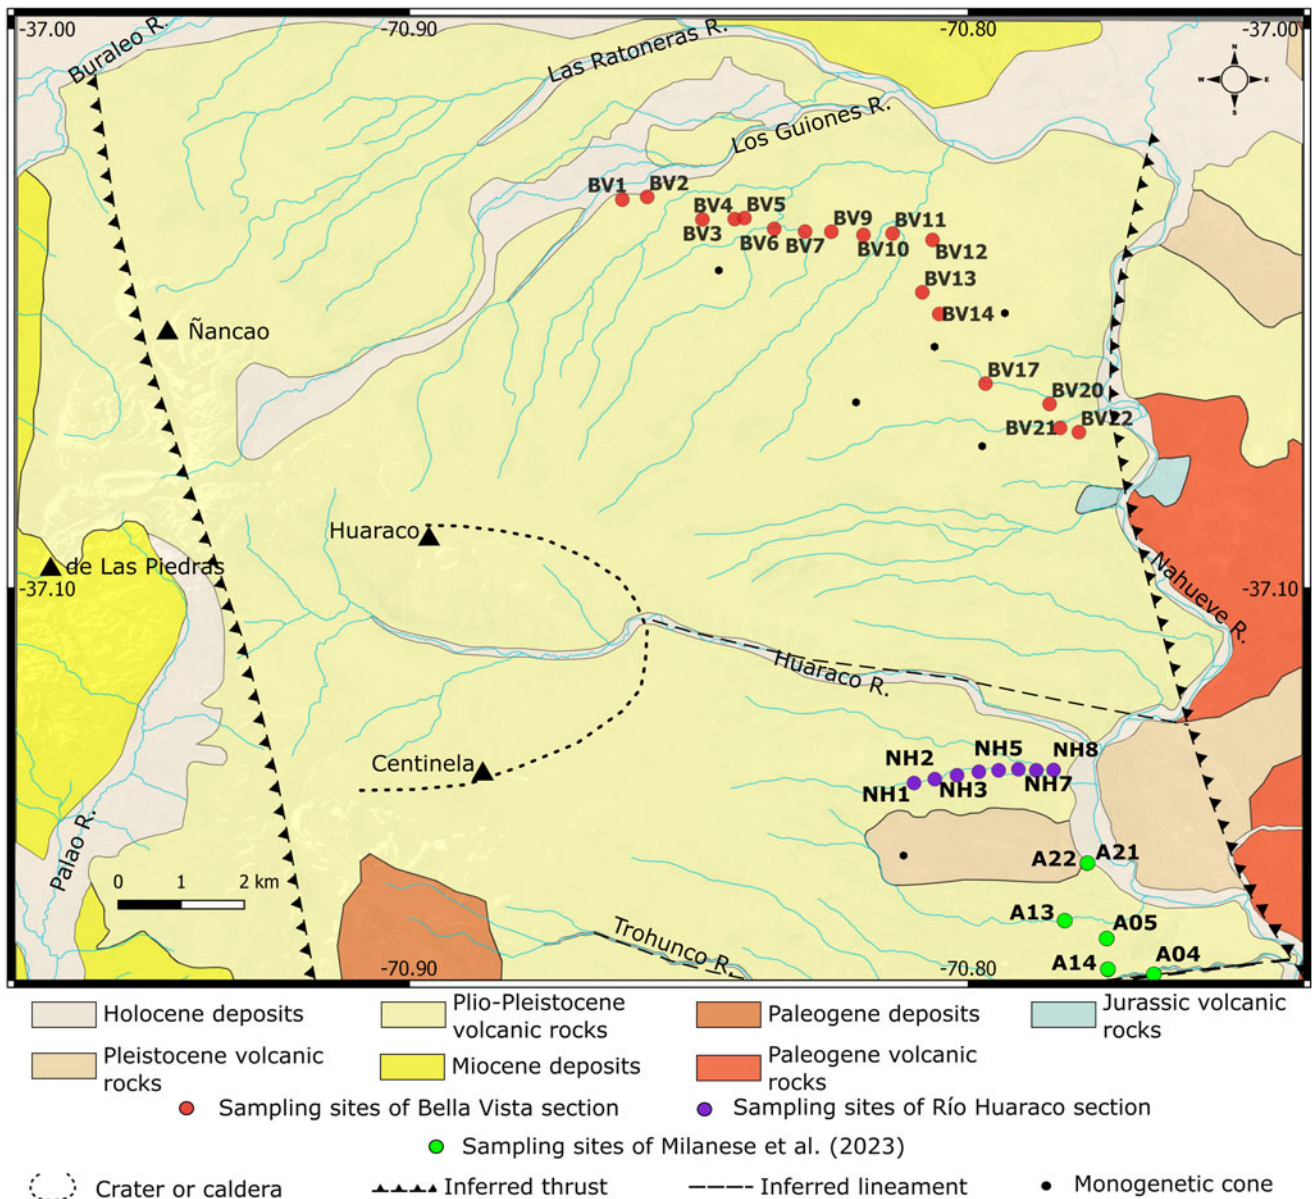 -37.00
-70.90
-70.80
-37.00
Buraleo R.
Las Ratoneras R.
N
W
E
S
Los Guiones R.
BV1
BV2
BV4
BV5
BV3
BV6
BV7
BV9
BV10
BV11
BV12
BV13
BV14
Ñancao
BV17
BV20
BV21
BV22
Huaraco
de Las Piedras
-37.10
-37.10
Nahueve R.
Huaraco R.
Centinela
NH2
NH5
NH8
NH1
NH3
NH7
Palao R.
0 1 2 km
A22
A21
A13
A05
Trohunco R.
A14
A04
-70.90
-70.80
Holocene deposits
Plio-Pleistocene
volcanic rocks
Paleogene deposits
Jurassic volcanic
rocks
Pleistocene volcanic
rocks
Miocene deposits
Paleogene volcanic
rocks
Sampling sites of Bella Vista section
Sampling sites of Río Huaraco section
Sampling sites of Milanese et al. (2023)
Crater or caldera
Inferred thrust
Inferred lineament
Monogenetic cone